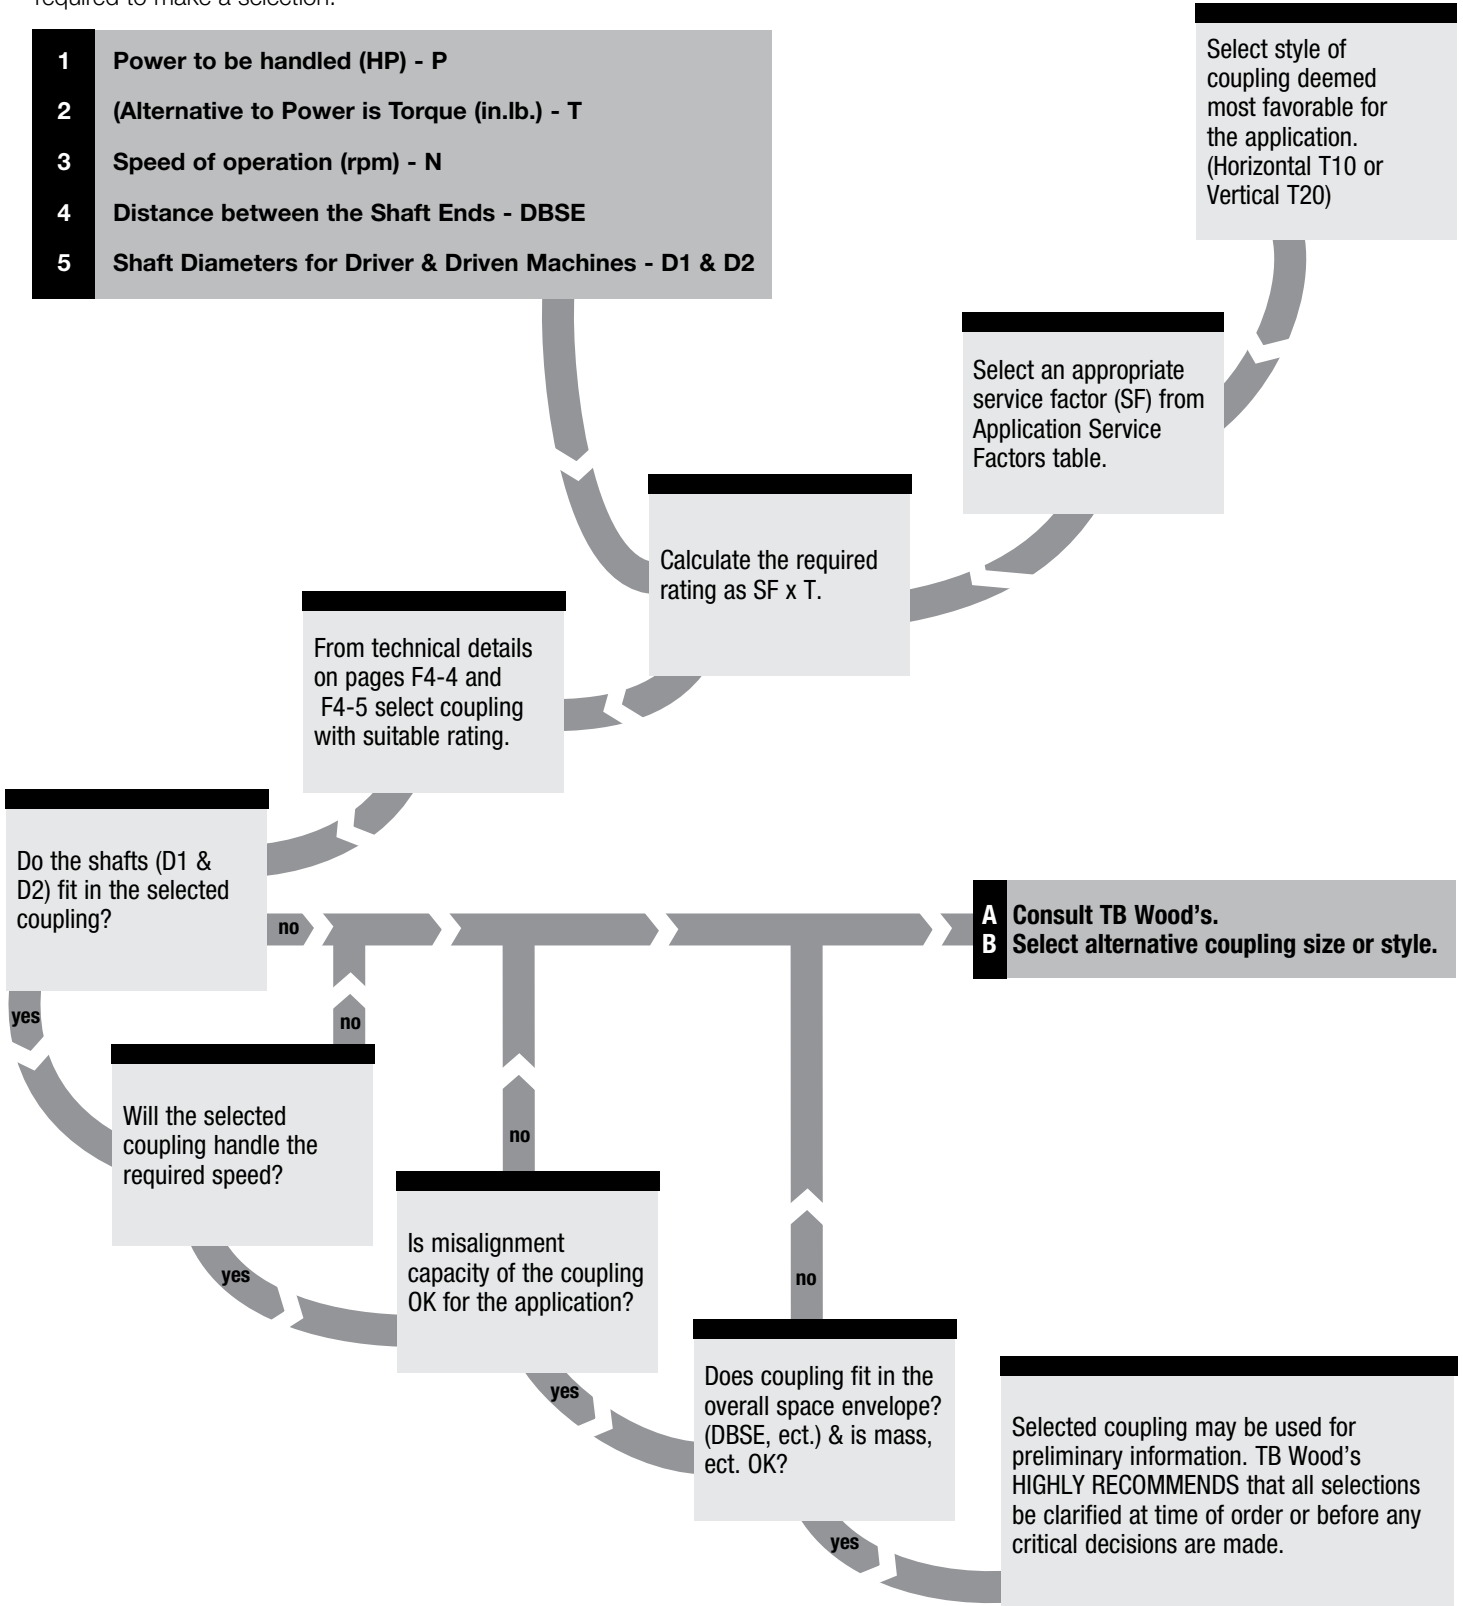 required to make a selection.
1 Power to be handled (HP) - P
2 (Alternative to Power is Torque (in.lb.) - T
3 Speed of operation (rpm) - N
4 Distance between the Shaft Ends - DBSE
5 Shaft Diameters for Driver & Driven Machines - D1 & D2
Select style of
coupling deemed
most favorable for
the application.
(Horizontal T10 or
Vertical T20)
Select an appropriate
service factor (SF) from
Application Service
Factors table.
Calculate the required
rating as SF x T.
From technical details
on pages F4-4 and
F4-5 select coupling
with suitable rating.
Do the shafts (D1 &
D2) fit in the selected
coupling?
no
A Consult TB Wood's.
B Select alternative coupling size or style.
yes
no
Will the selected
coupling handle the
required speed?
no
yes
Is misalignment
capacity of the coupling
OK for the application?
no
yes
Does coupling fit in the
overall space envelope?
(DBSE, ect.) & is mass,
ect. OK?
yes
Selected coupling may be used for
preliminary information. TB Wood's
HIGHLY RECOMMENDS that all selections
be clarified at time of order or before any
critical decisions are made.